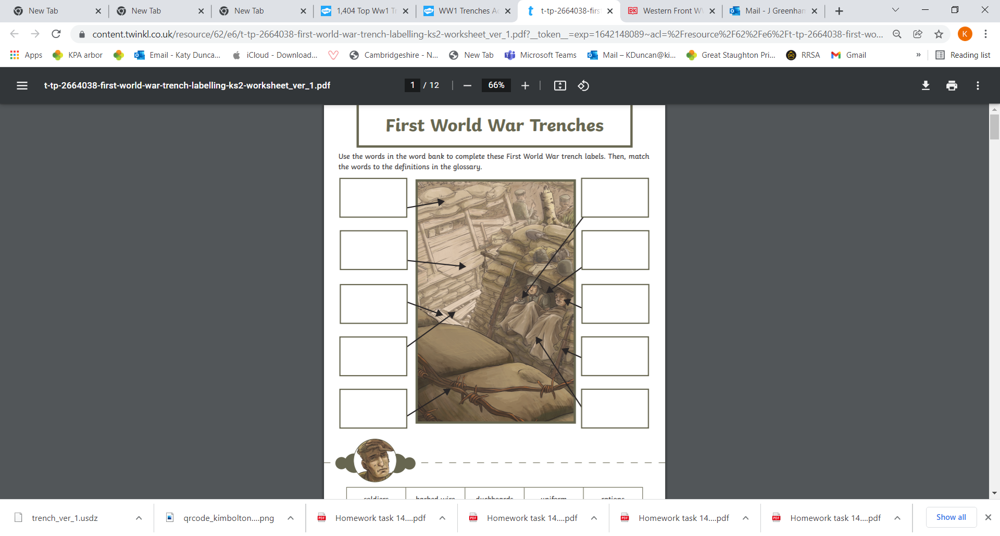 New Tab
New Tab
New Tab
1,404 Top Ww1 Tr
WW1 Trenches Ac
t-tp-2664038-firs
Western Front W
Mail - J Greenhan
content.twinkl.co.uk/resource/62/e6/t-tp-2664038-first-world-war-trench-labelling-ks2-worksheet_ver_1.pdf?__token__=exp=1642148089~acl=%2Fresource%2F62%2Fe6%2Ft-tp-2664038-first-wo...
K
Apps
KPA arbor
Email - Katy Dunca...
iCloud - Download...
Cambridgeshire - N...
New Tab
Microsoft Teams
Mail – KDuncan@ki...
Great Staughton Pri...
RRSA
Gmail
»
Reading list
t-tp-2664038-first-world-war-trench-labelling-ks2-worksheet_ver_1.pdf
1 / 12
66%
First World War Trenches
Use the words in the word bank to complete these First World War trench labels. Then, match
the words to the definitions in the glossary.
soldiers barbed wire duckboards uniform rations
trench_ver_1.usdz
qrcode_kimbolton....png
Homework task 14....pdf
Homework task 14....pdf
Homework task 14....pdf
Homework task 14....pdf
Show all